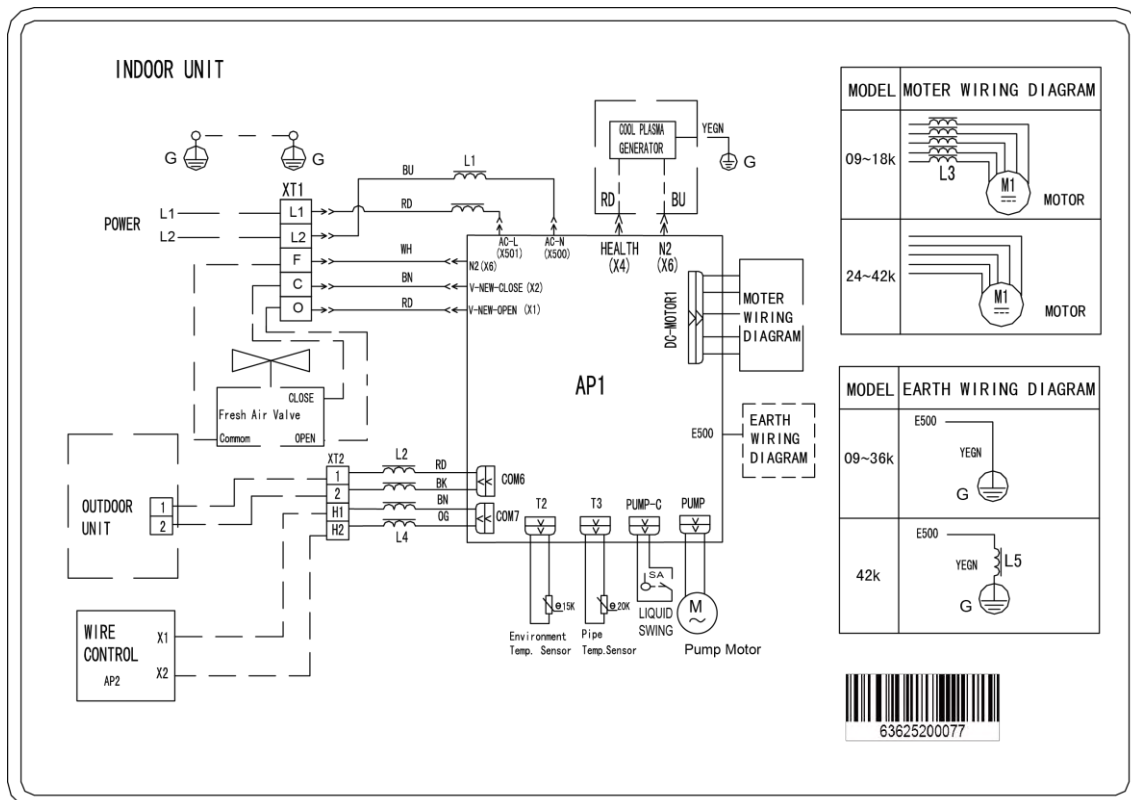 INDOOR UNIT
G
G
XT1
POWER
L1
L2
L1
L2
F
C
O
BU
RD
WH
BN
RD
L1
COOL PLASMA
GENERATOR
YEGN
G
RD
BU
AC-L
(X501)
AC-N
(X500)
HEALTH
(X4)
N2
(X6)
N2(X6)
V-NEW-CLOSE (X2)
V-NEW-OPEN (X1)
DC-MOTOR1
MOTER
WIRING
DIAGRAM
AP1
CLOSE
Fresh Air Valve
Commom
OPEN
E500
EARTH
WIRING
DIAGRAM
OUTDOOR
UNIT
1
2
XT2
1
2
H1
H2
L2
RD
BK
BN
OG
L4
COM6
COM7
T2
T3
PUMP-C
PUMP
θ15K
θ20K
SA
LIQUID
SWING
M
~
Environment
Temp. Sensor
Pipe
Temp.Sensor
Pump Motor
WIRE
CONTROL
AP2
X1
X2
MODEL
MOTER WIRING DIAGRAM
09~18k
L3
M1
MOTOR
24~42k
M1
MOTOR
MODEL
EARTH WIRING DIAGRAM
09~36k
E500
YEGN
G
42k
E500
YEGN
L5
G
63625200077